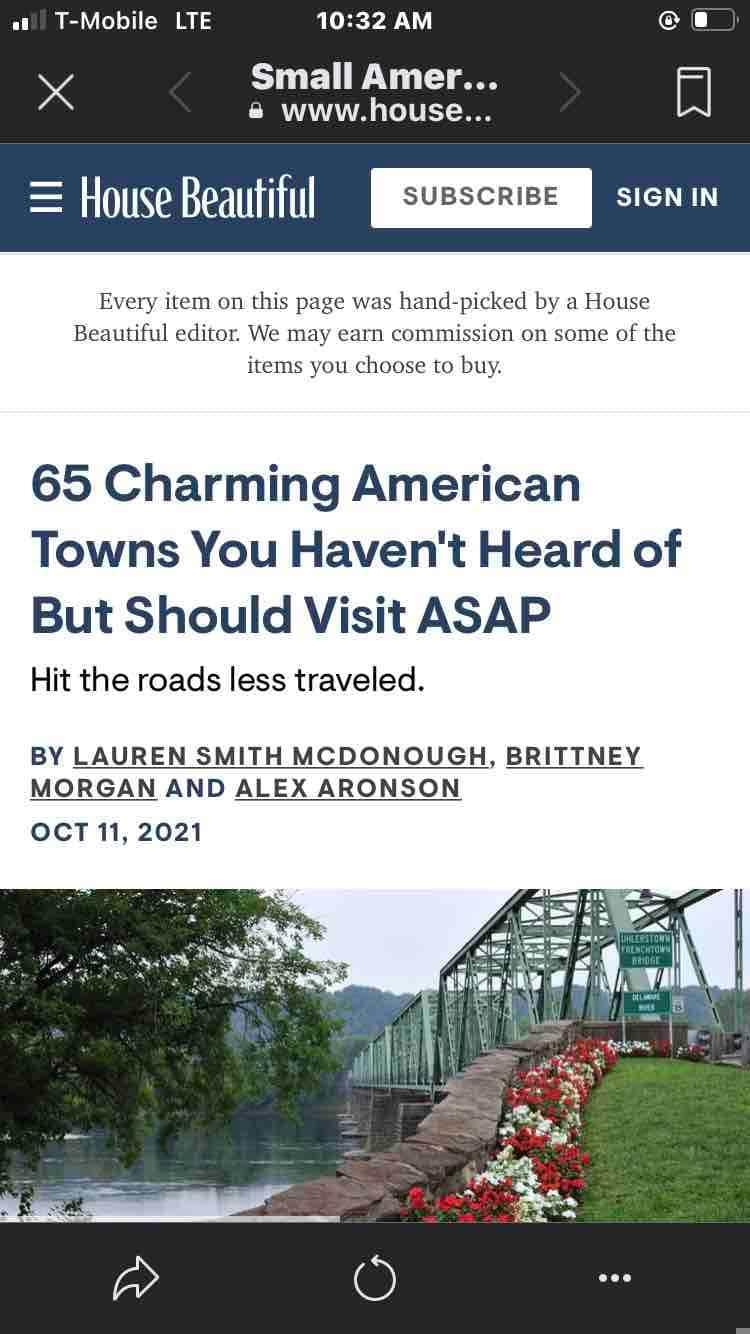 T-Mobile LTE 10:32 AM
Small Amer...
www.house...
House Beautiful SUBSCRIBE SIGN IN
Every item on this page was hand-picked by a House
Beautiful editor. We may earn commission on some of the
items you choose to buy.
65 Charming American
Towns You Haven't Heard of
But Should Visit ASAP
Hit the roads less traveled.
BY LAUREN SMITH MCDONOUGH, BRITTNEY
MORGAN AND ALEX ARONSON
OCT 11, 2021
UHLERSTOWN
FRENCHTOWN
BRIDGE
DELAWARE
RIVER